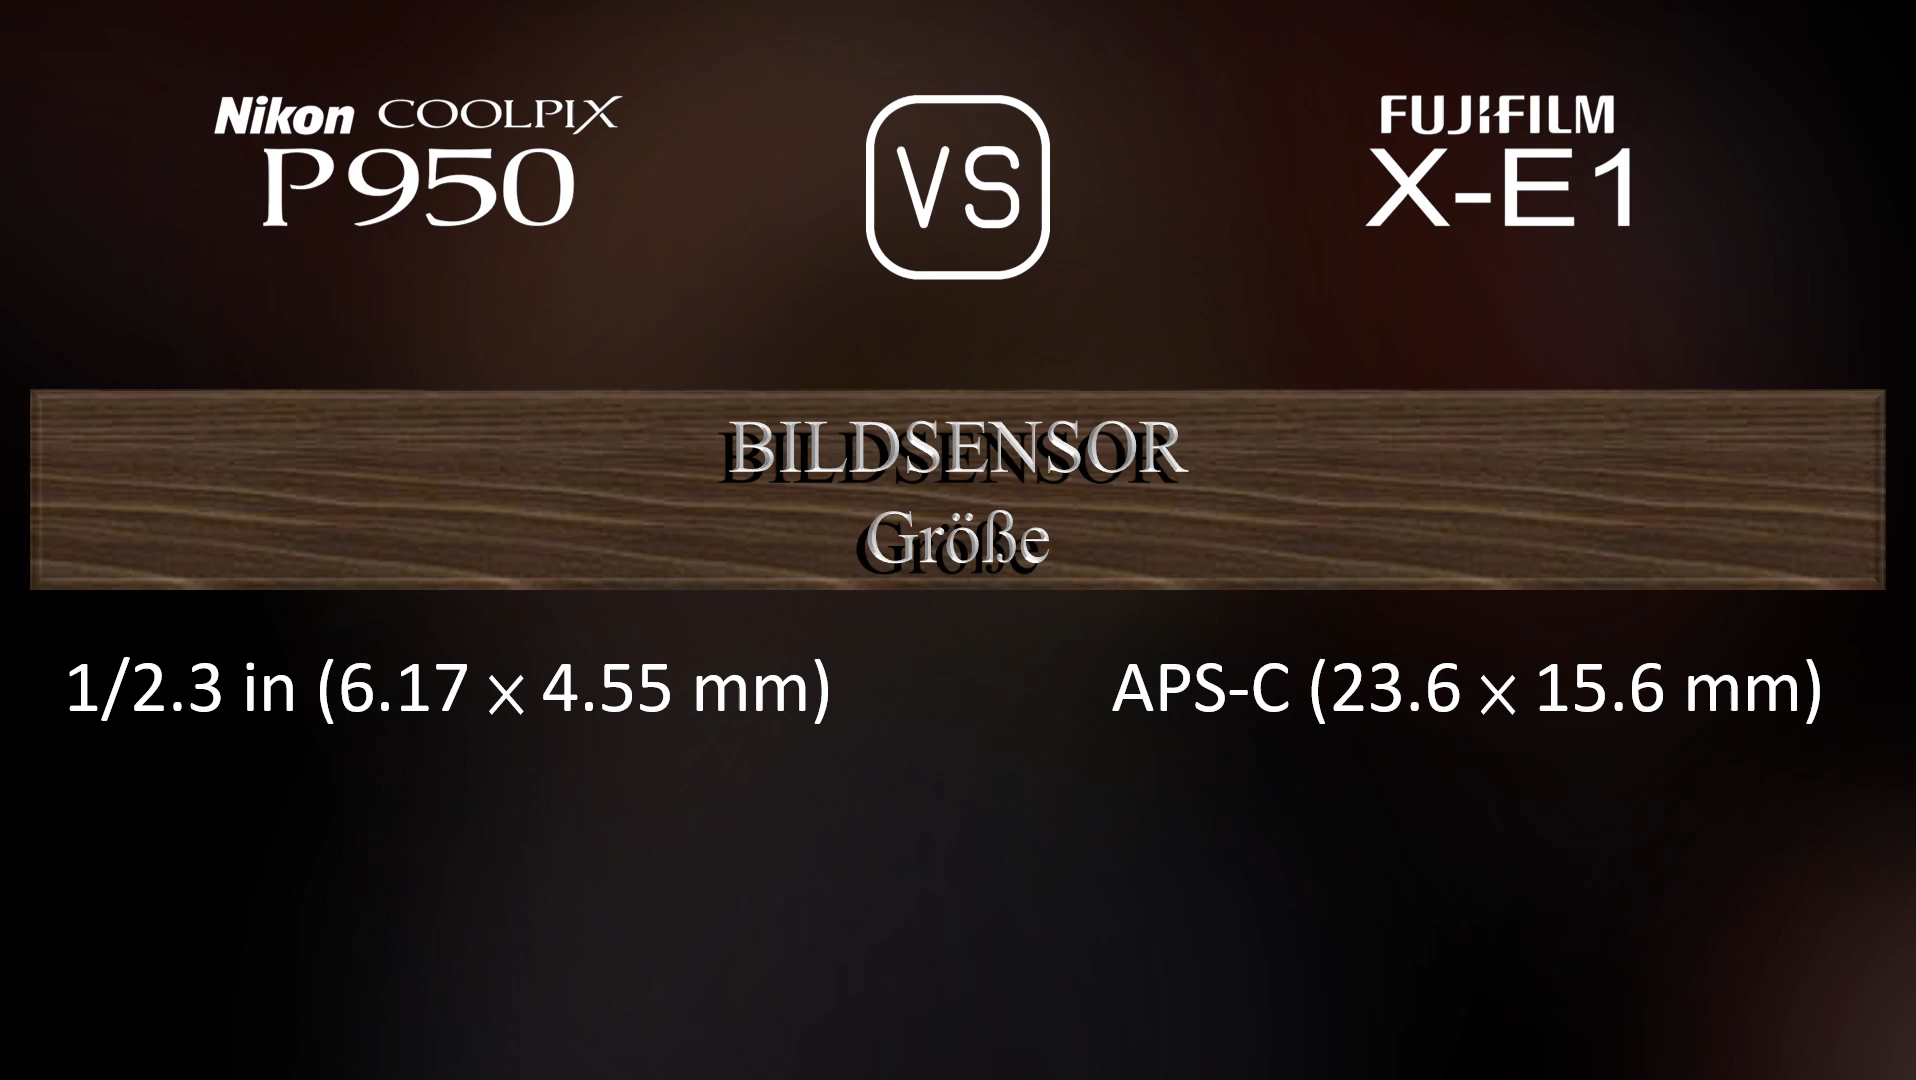 Nikon COOLPIX
P950
VS
FUJIFILM
X-E1
BILDSENSOR
Größe
1/2.3 in (6.17 x 4.55 mm)
APS-C (23.6 x 15.6 mm)